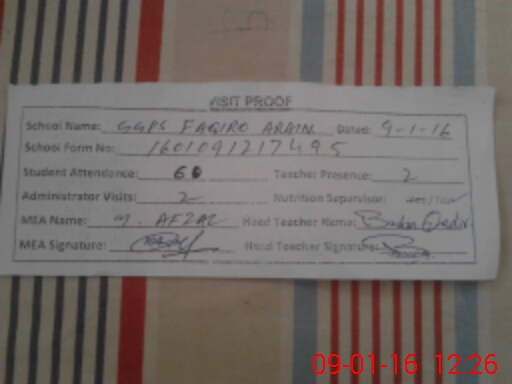 VISIT PROOF
School Name: GGPS FAQIRO ARAIN Dated: 9-1-16
School Form No: 1601091217495
Student Attendance: 60 Teacher Presence: 2
Administrator Visits: 2 Nutrition Supervisor:
MEA Name: M. AFZAL Head Teacher Name:
MEA Signature: Head Teacher Signature:
09-01-16 12:26